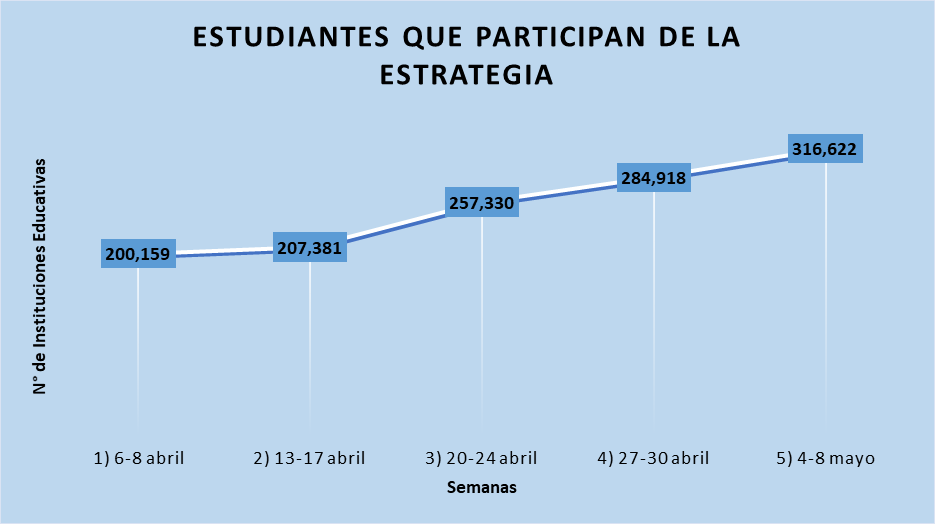 ESTUDIANTES QUE PARTICIPAN DE LA
ESTRATEGIA
N° de Instituciones Educativas
200,159
207,381
257,330
284,918
316,622
1) 6-8 abril
2) 13-17 abril
3) 20-24 abril
4) 27-30 abril
5) 4-8 mayo
Semanas